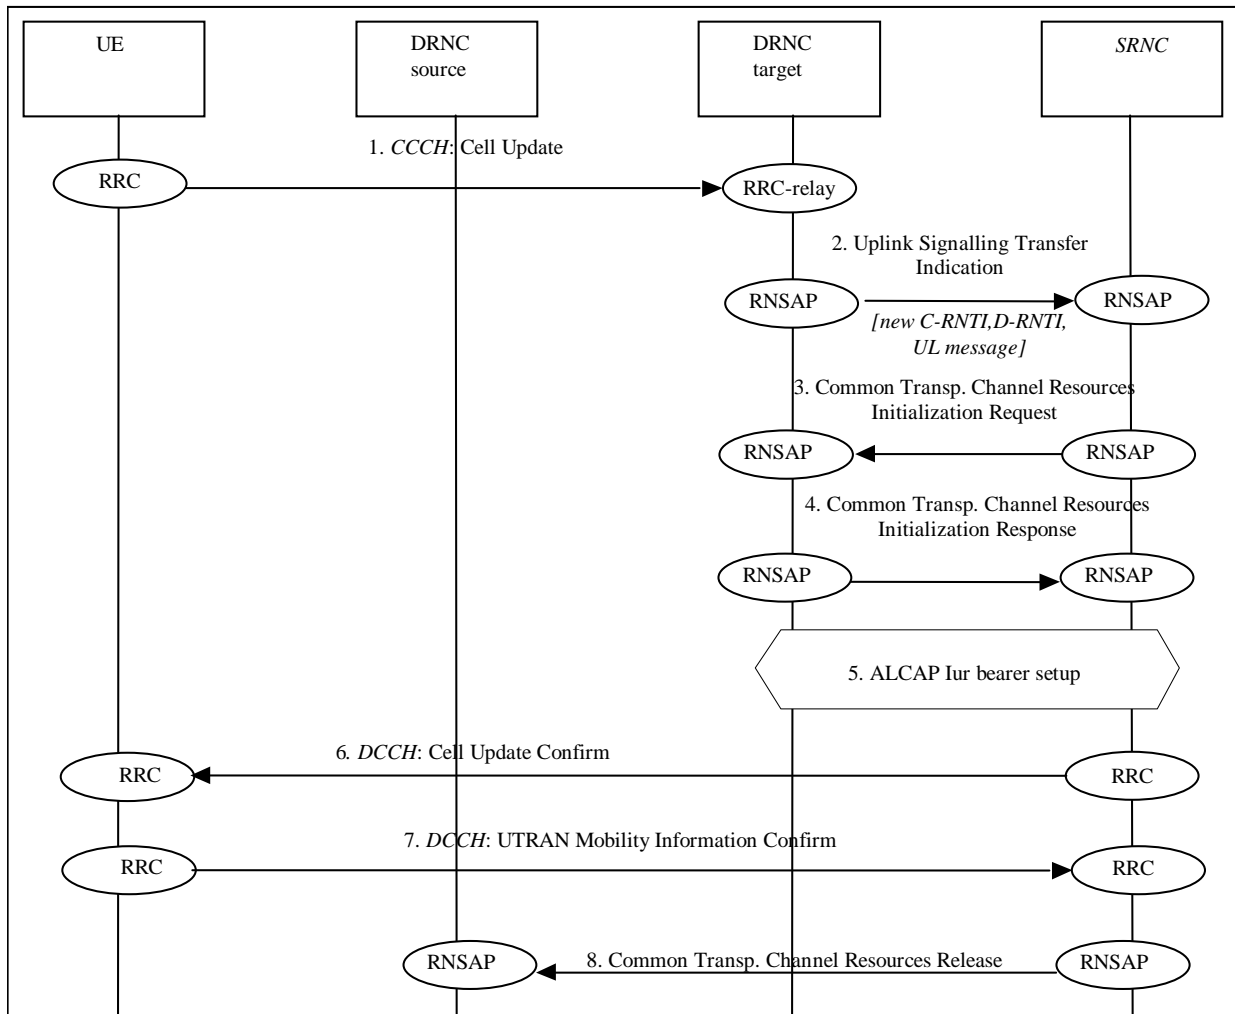 UE
DRNC
source
DRNC
target
SRNC
1. CCCH: Cell Update
RRC
RRC-relay
2. Uplink Signalling Transfer
Indication
RNSAP
RNSAP
[new C-RNTI,D-RNTI,
UL message]
3. Common Transp. Channel Resources
Initialization Request
RNSAP
RNSAP
4. Common Transp. Channel Resources
Initialization Response
RNSAP
RNSAP
5. ALCAP Iur bearer setup
6. DCCH: Cell Update Confirm
RRC
RRC
7. DCCH: UTRAN Mobility Information Confirm
RRC
RRC
RNSAP
8. Common Transp. Channel Resources Release
RNSAP